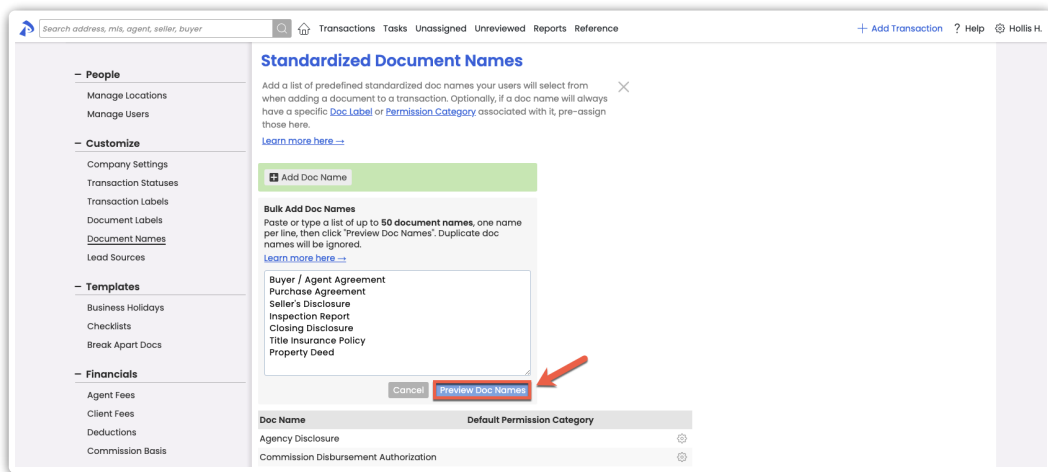 Search address, mls, agent, seller, buyer
Transactions Tasks Unassigned Unreviewed Reports Reference
+ Add Transaction ? Help Hollis H.
– People
Manage Locations
Manage Users
– Customize
Company Settings
Transaction Statuses
Transaction Labels
Document Labels
Document Names
Lead Sources
– Templates
Business Holidays
Checklists
Break Apart Docs
– Financials
Agent Fees
Client Fees
Deductions
Commission Basis
Standardized Document Names
Add a list of predefined standardized doc names your users will select from
when adding a document to a transaction. Optionally, if a doc name will always
have a specific Doc Label or Permission Category associated with it, pre-assign
those here.
Learn more here →
Add Doc Name
Bulk Add Doc Names
Paste or type a list of up to 50 document names, one name
per line, then click "Preview Doc Names". Duplicate doc
names will be ignored.
Learn more here →
Buyer / Agent Agreement
Purchase Agreement
Seller's Disclosure
Inspection Report
Closing Disclosure
Title Insurance Policy
Property Deed
Cancel Preview Doc Names
Doc Name Default Permission Category
Agency Disclosure
Commission Disbursement Authorization